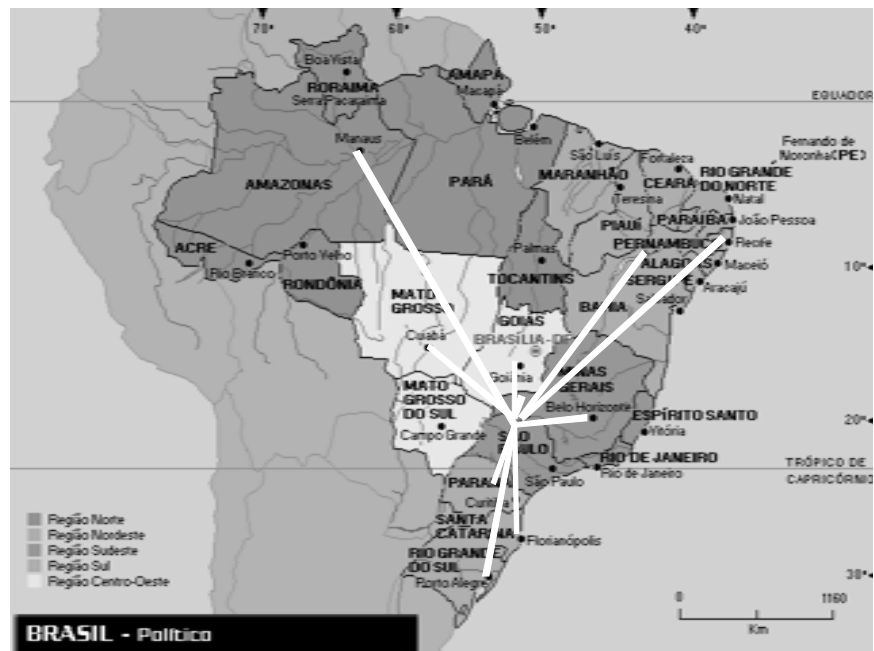 70° 60° 50° 40°
Boa Vista
RORAIMA
Serra Pacaraima
AMAPÁ
Macapá
EQUADOR
Manaus
Belém
São Luís
Fortaleza
Fernando de
Noronha(PE)
AMAZONAS
PARÁ
MARANHÃO
CEARÁ
RIO GRANDE
DO NORTE
Teresina
Natal
PIAUÍ
PARAÍBA
João Pessoa
ACRE
Porto Velho
Rio Branco
RONDÔNIA
Palmas
TOCANTINS
PERNAMBUCO
Recife
ALAGOAS
Maceió
SERGIPE
Aracajú
10°
MATO
GROSSO
Cuiabá
GOIÁS
BRASÍLIA-DF
Goiânia
BAHIA
Salvador
MATO
GROSSO
DO SUL
Campo Grande
MINAS
GERAIS
Belo Horizonte
ESPÍRITO SANTO
Vitória
20°
SÃO
PAULO
São Paulo
RIO DE JANEIRO
Rio de Janeiro
TRÓPICO DE
CAPRICÓRNIO
PARANÁ
Curitiba
SANTA
CATARINA
Florianópolis
RIO GRANDE
DO SUL
Porto Alegre
30°
Região Norte
Região Nordeste
Região Sudeste
Região Sul
Região Centro-Oeste
0 1160
Km
BRASIL - Político